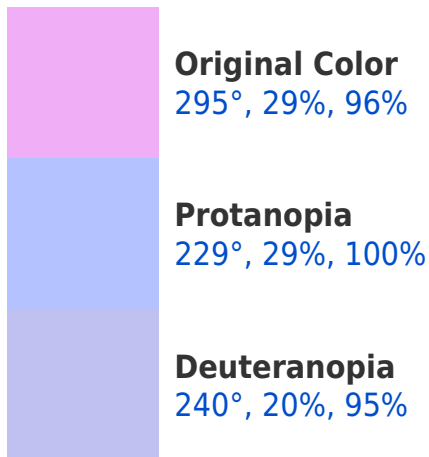 Original Color
295°, 29%, 96%
Protanopia
229°, 29%, 100%
Deuteranopia
240°, 20%, 95%